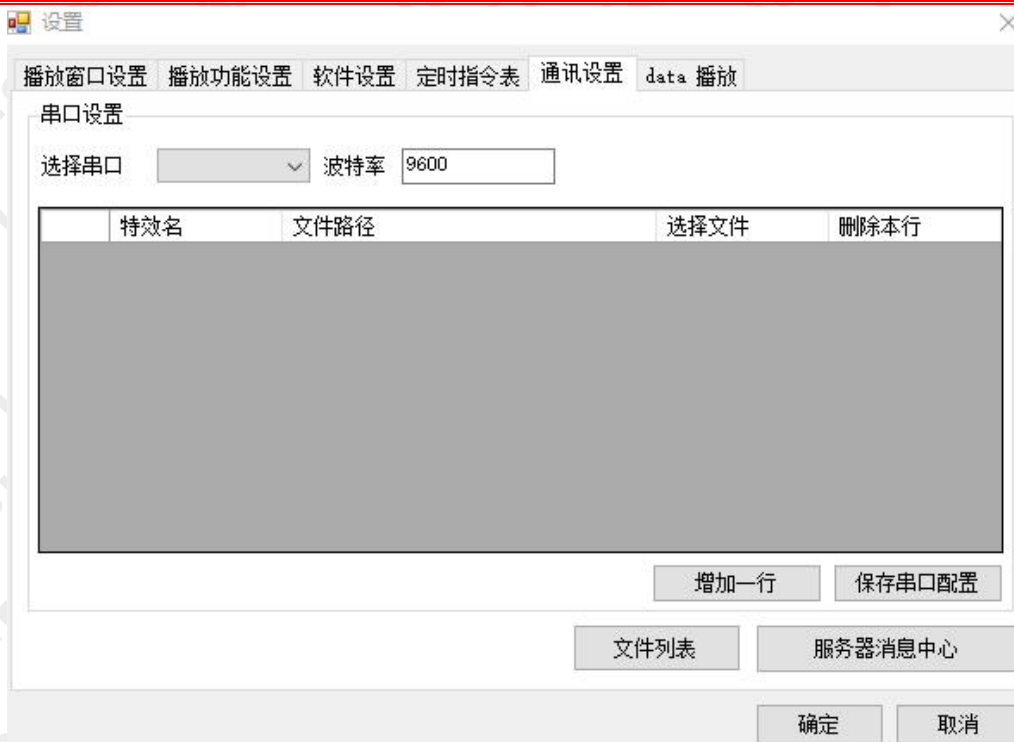 设置
播放窗口设置 播放功能设置 软件设置 定时指令表 通讯设置 data 播放
串口设置
选择串口 波特率 9600
特效名 文件路径 选择文件 删除本行
增加一行 保存串口配置
文件列表 服务器消息中心
确定 取消